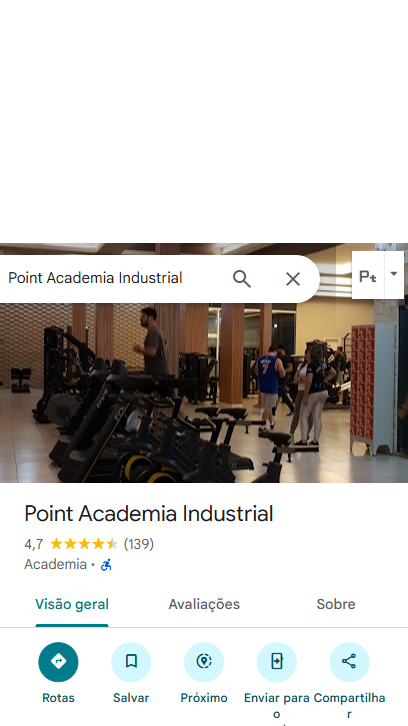 Point Academia Industrial
Pt
Point Academia Industrial
4,7 (139)
Academia ·
Visão geral
Avaliações
Sobre
Rotas
Salvar
Próximo
Enviar para o
Compartilhar